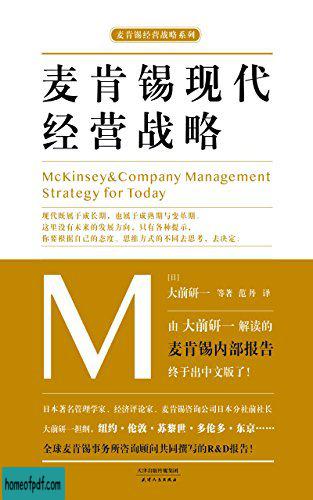 麦肯锡经营战略系列
麦肯锡现代
经营战略
McKinsey&Company Management
Strategy for Today
现代既属于成长期,也属于成熟期与变革期。
这里没有未来的发展方向,只有各种提示,
你要根据自己的态度、思维方式的不同去思考,去决定。
[日]
大前研一 等著 范丹 译
M
由 大前研一 解读的
麦肯锡内部报告
终于出中文版了!
日本著名管理学家、经济评论家、麦肯锡咨询公司日本分社前社长
大前研一担纲,纽约·伦敦·苏黎世·多伦多·东京……
全球麦肯锡事务所咨询顾问共同撰写的R&D报告!
天津出版传媒集团
天津人民出版社
homeofpdf.com